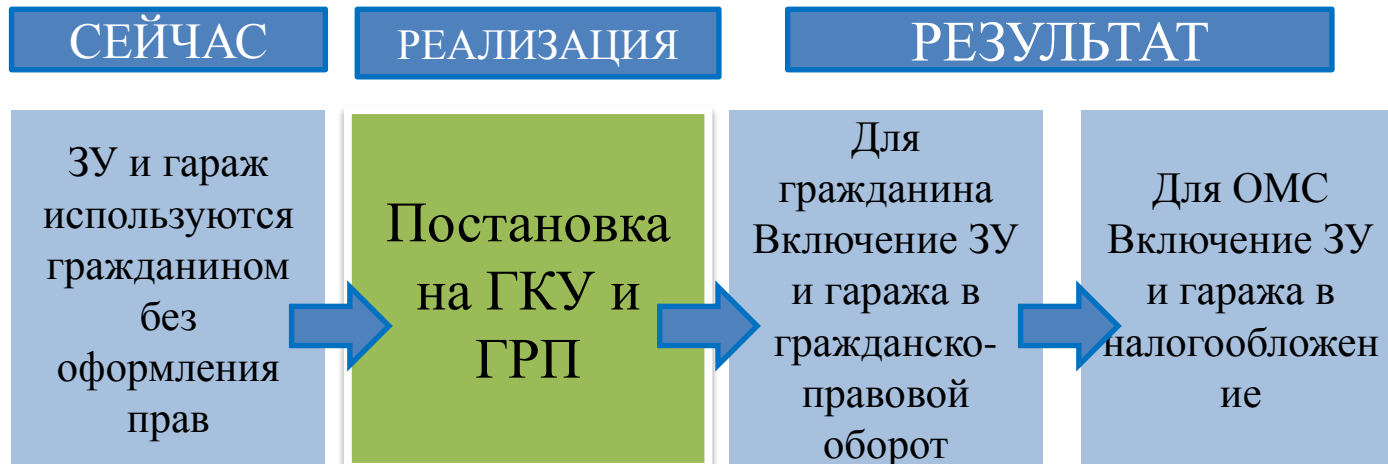 СЕЙЧАС
РЕАЛИЗАЦИЯ
РЕЗУЛЬТАТ
ЗУ и гараж
используются
гражданином
без
оформления
прав
Постановка
на ГКУ и
ГРП
Для
гражданина
Включение ЗУ
и гаража в
гражданско-
правовой
оборот
Для ОМС
Включение ЗУ
и гаража в
налогообложен
ие